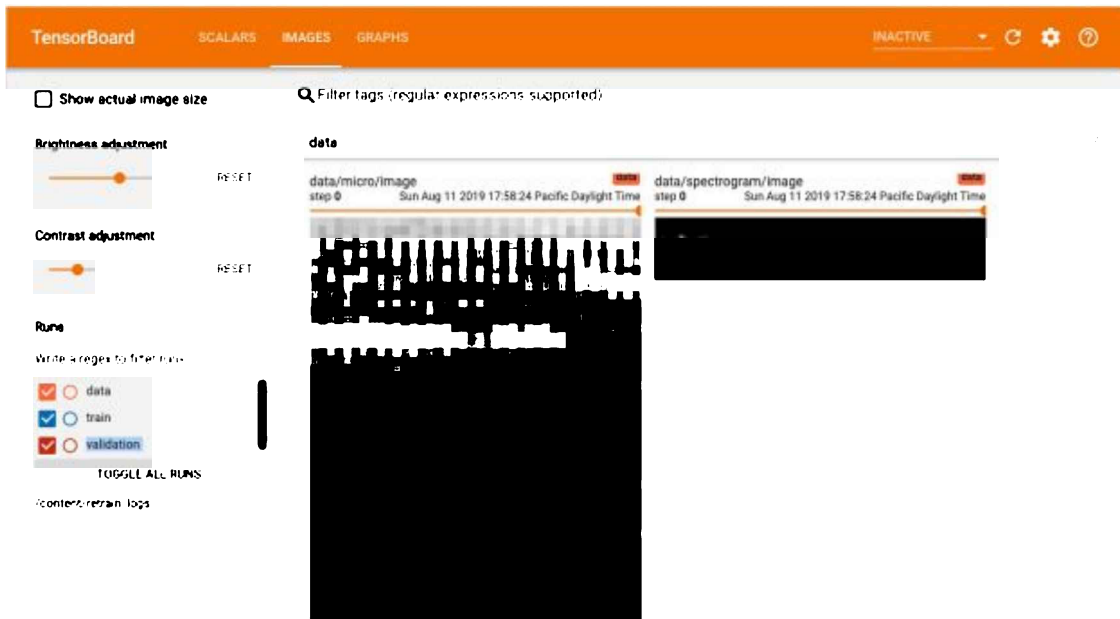 TensorBoard SCALARS IMAGES GRAPHS INACTIVE
Show actual image size
Filter tags (regular expressions supported)
Brightness adjustment
RESET
Contrast adjustment
RESET
Runs
Write a regex to filter runs
data
train
validation
TOGGLE ALL RUNS
/content/retrain_logs
data
data/micro/image data
step 0 Sun Aug 11 2019 17:58:24 Pacific Daylight Time
data/spectrogram/image data
step 0 Sun Aug 11 2019 17:58:24 Pacific Daylight Time